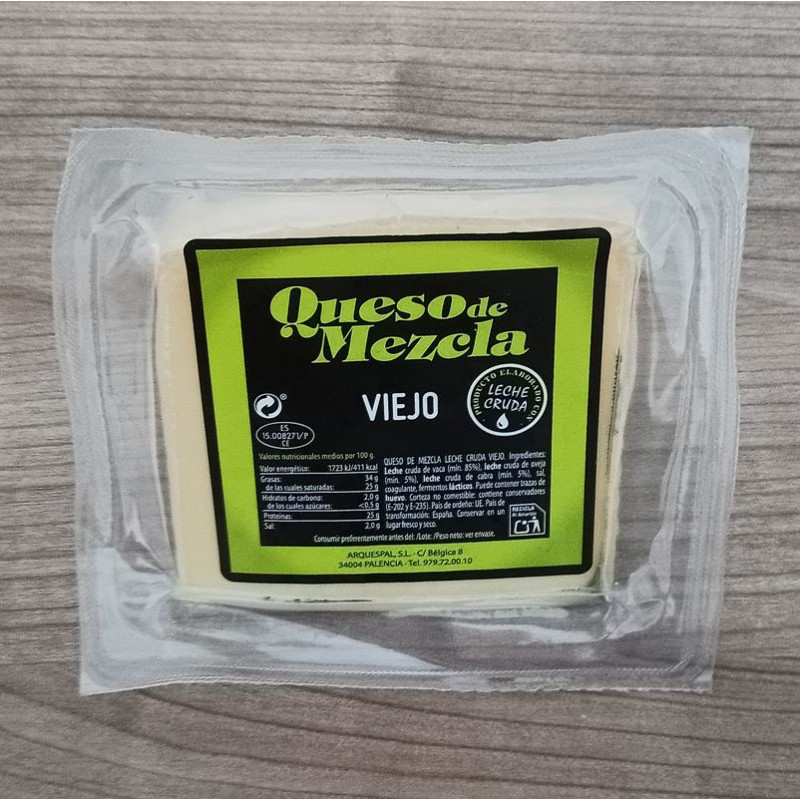 Queso de
Mezcla
VIEJO
PRODUCTO ELABORADO CON
LECHE
CRUDA
®
ES
15.008271/P
CE
Valores nutricionales medios por 100 g.
Valor energético: 1723 kJ/411 kcal
Grasas: 34 g
de las cuales saturadas: 25 g
Hidratos de carbono: 2,0 g
de los cuales azúcares: <0,5 g
Proteínas: 25 g
Sal: 2,0 g
QUESO DE MEZCLA LECHE CRUDA VIEJO. Ingredientes:
Leche cruda de vaca (mín. 85%), leche cruda de oveja
(mín. 5%), leche cruda de cabra (mín. 5%), sal,
coagulante, fermentos lácticos. Puede contener trazas de
huevo. Corteza no comestible: contiene conservadores
(E-202 y E-235). País de ordeño: UE. País de
transformación: España. Conservar en un
lugar fresco y seco.
RECICLA
Al Amarillo
Consumir preferentemente antes del: /Lote: /Peso neto: ver envase.
ARQUESPAL, S.L. - C/ Bélgica 8
34004 PALENCIA - Tel. 979.72.00.10